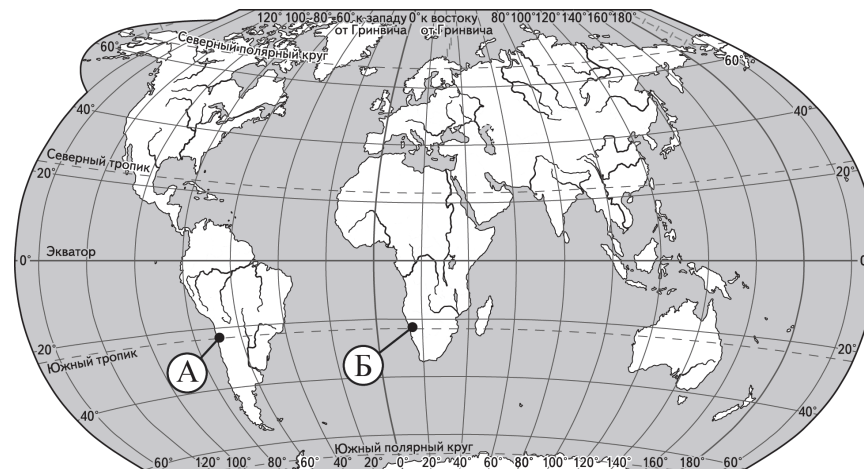 120° 100° 80° 60° к западу 0° к востоку 80° 100° 120° 140° 160° 180°
от Гринвича от Гринвича
Северный полярный круг
60° 60°
40° 40°
Северный тропик
20° 20°
Экватор
0° 0
20° 20°
Южный тропик
А
Б
40° 40°
Южный полярный круг
60° 120° 100° 80° 60° 40° 20° 0° 20° 40° 60° 80° 100° 120° 140° 160° 180° 60°